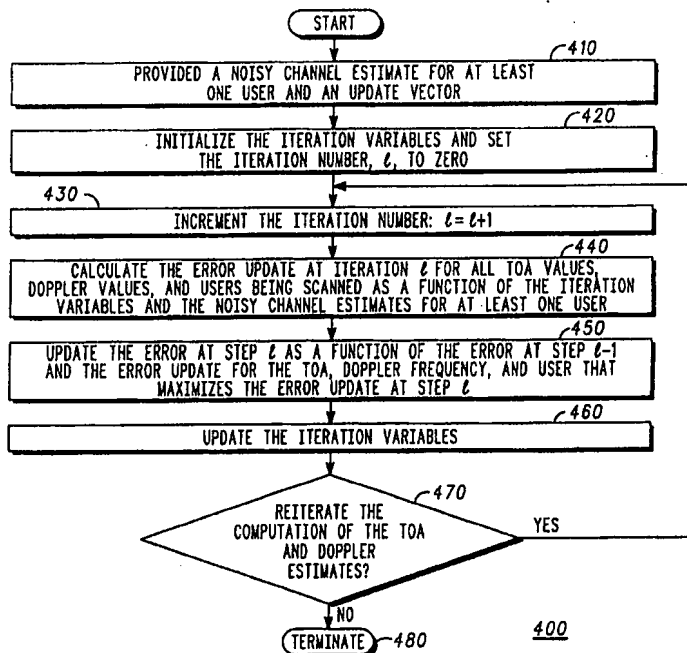 START
410
PROVIDED A NOISY CHANNEL ESTIMATE FOR AT LEAST
ONE USER AND AN UPDATE VECTOR
420
INITIALIZE THE ITERATION VARIABLES AND SET
THE ITERATION NUMBER, ℓ, TO ZERO
430
INCREMENT THE ITERATION NUMBER: ℓ=ℓ+1
440
CALCULATE THE ERROR UPDATE AT ITERATION ℓ FOR ALL TOA VALUES,
DOPPLER VALUES, AND USERS BEING SCANNED AS A FUNCTION OF THE ITERATION
VARIABLES AND THE NOISY CHANNEL ESTIMATES FOR AT LEAST ONE USER
450
UPDATE THE ERROR AT STEP ℓ AS A FUNCTION OF THE ERROR AT STEP ℓ-1
AND THE ERROR UPDATE FOR THE TOA, DOPPLER FREQUENCY, AND USER THAT
MAXIMIZES THE ERROR UPDATE AT STEP ℓ
460
UPDATE THE ITERATION VARIABLES
470
REITERATE THE
COMPUTATION OF THE TOA
AND DOPPLER
ESTIMATES?
YES
NO
TERMINATE
480
400